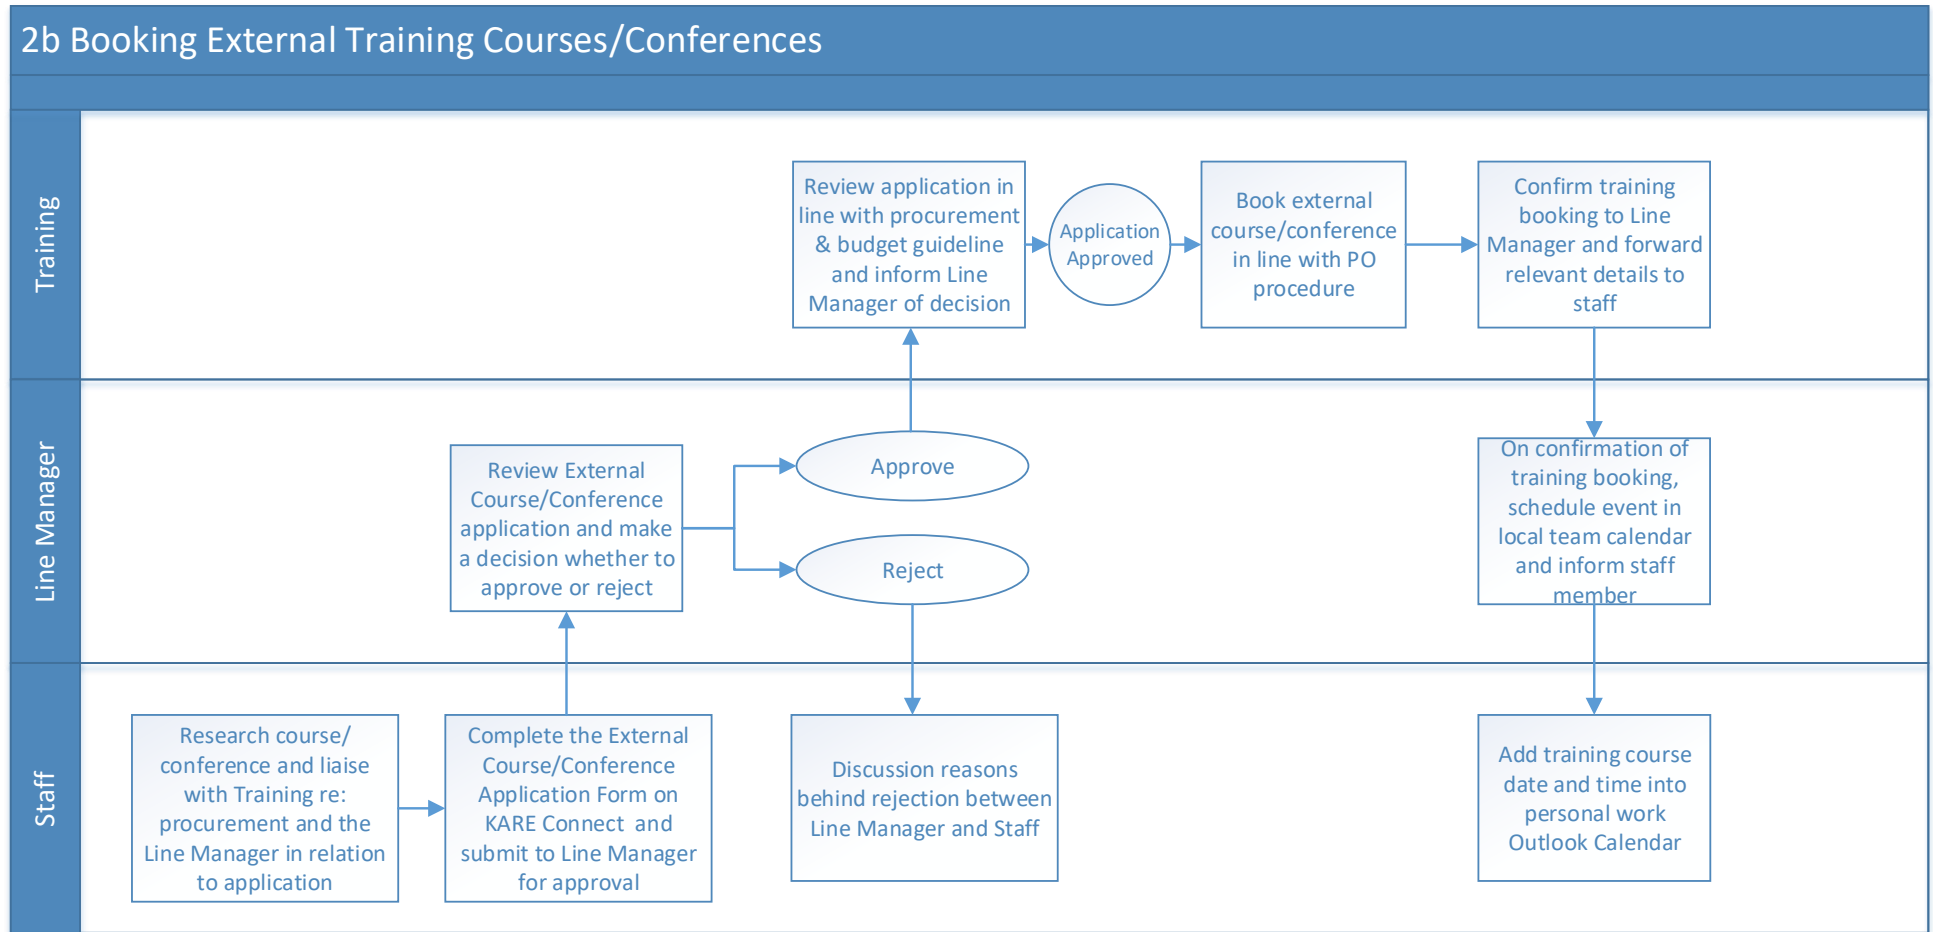 2b Booking External Training Courses/Conferences
Training
Review application in
line with procurement
& budget guideline
and inform Line
Manager of decision
Application
Approved
Book external
course/conference
in line with PO
procedure
Confirm training
booking to Line
Manager and forward
relevant details to
staff
Line Manager
Review External
Course/Conference
application and make
a decision whether to
approve or reject
Approve
Reject
On confirmation of
training booking,
schedule event in
local team calendar
and inform staff
member
Staff
Research course/
conference and liaise
with Training re:
procurement and the
Line Manager in relation
to application
Complete the External
Course/Conference
Application Form on
KARE Connect and
submit to Line Manager
for approval
Discussion reasons
behind rejection between
Line Manager and Staff
Add training course
date and time into
personal work
Outlook Calendar